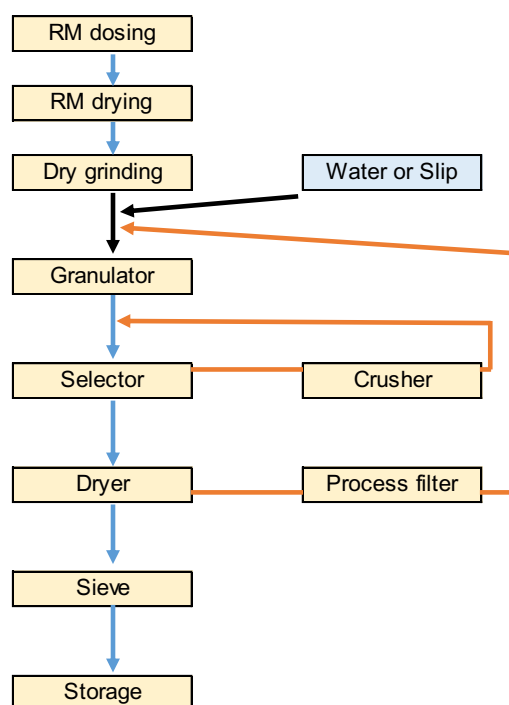 RM dosing
RM drying
Dry grinding
Water or Slip
Granulator
Selector
Crusher
Dryer
Process filter
Sieve
Storage